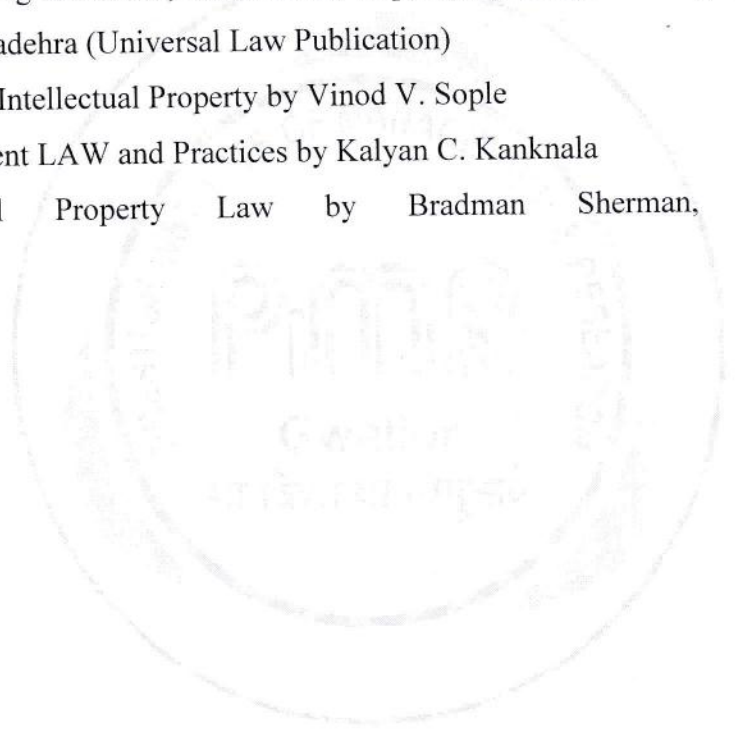 adehra (Universal Law Publication)
Intellectual Property by Vinod V. Sople
ent LAW and Practices by Kalyan C. Kanknala
Property Law by Bradman Sherman,
Gwalior